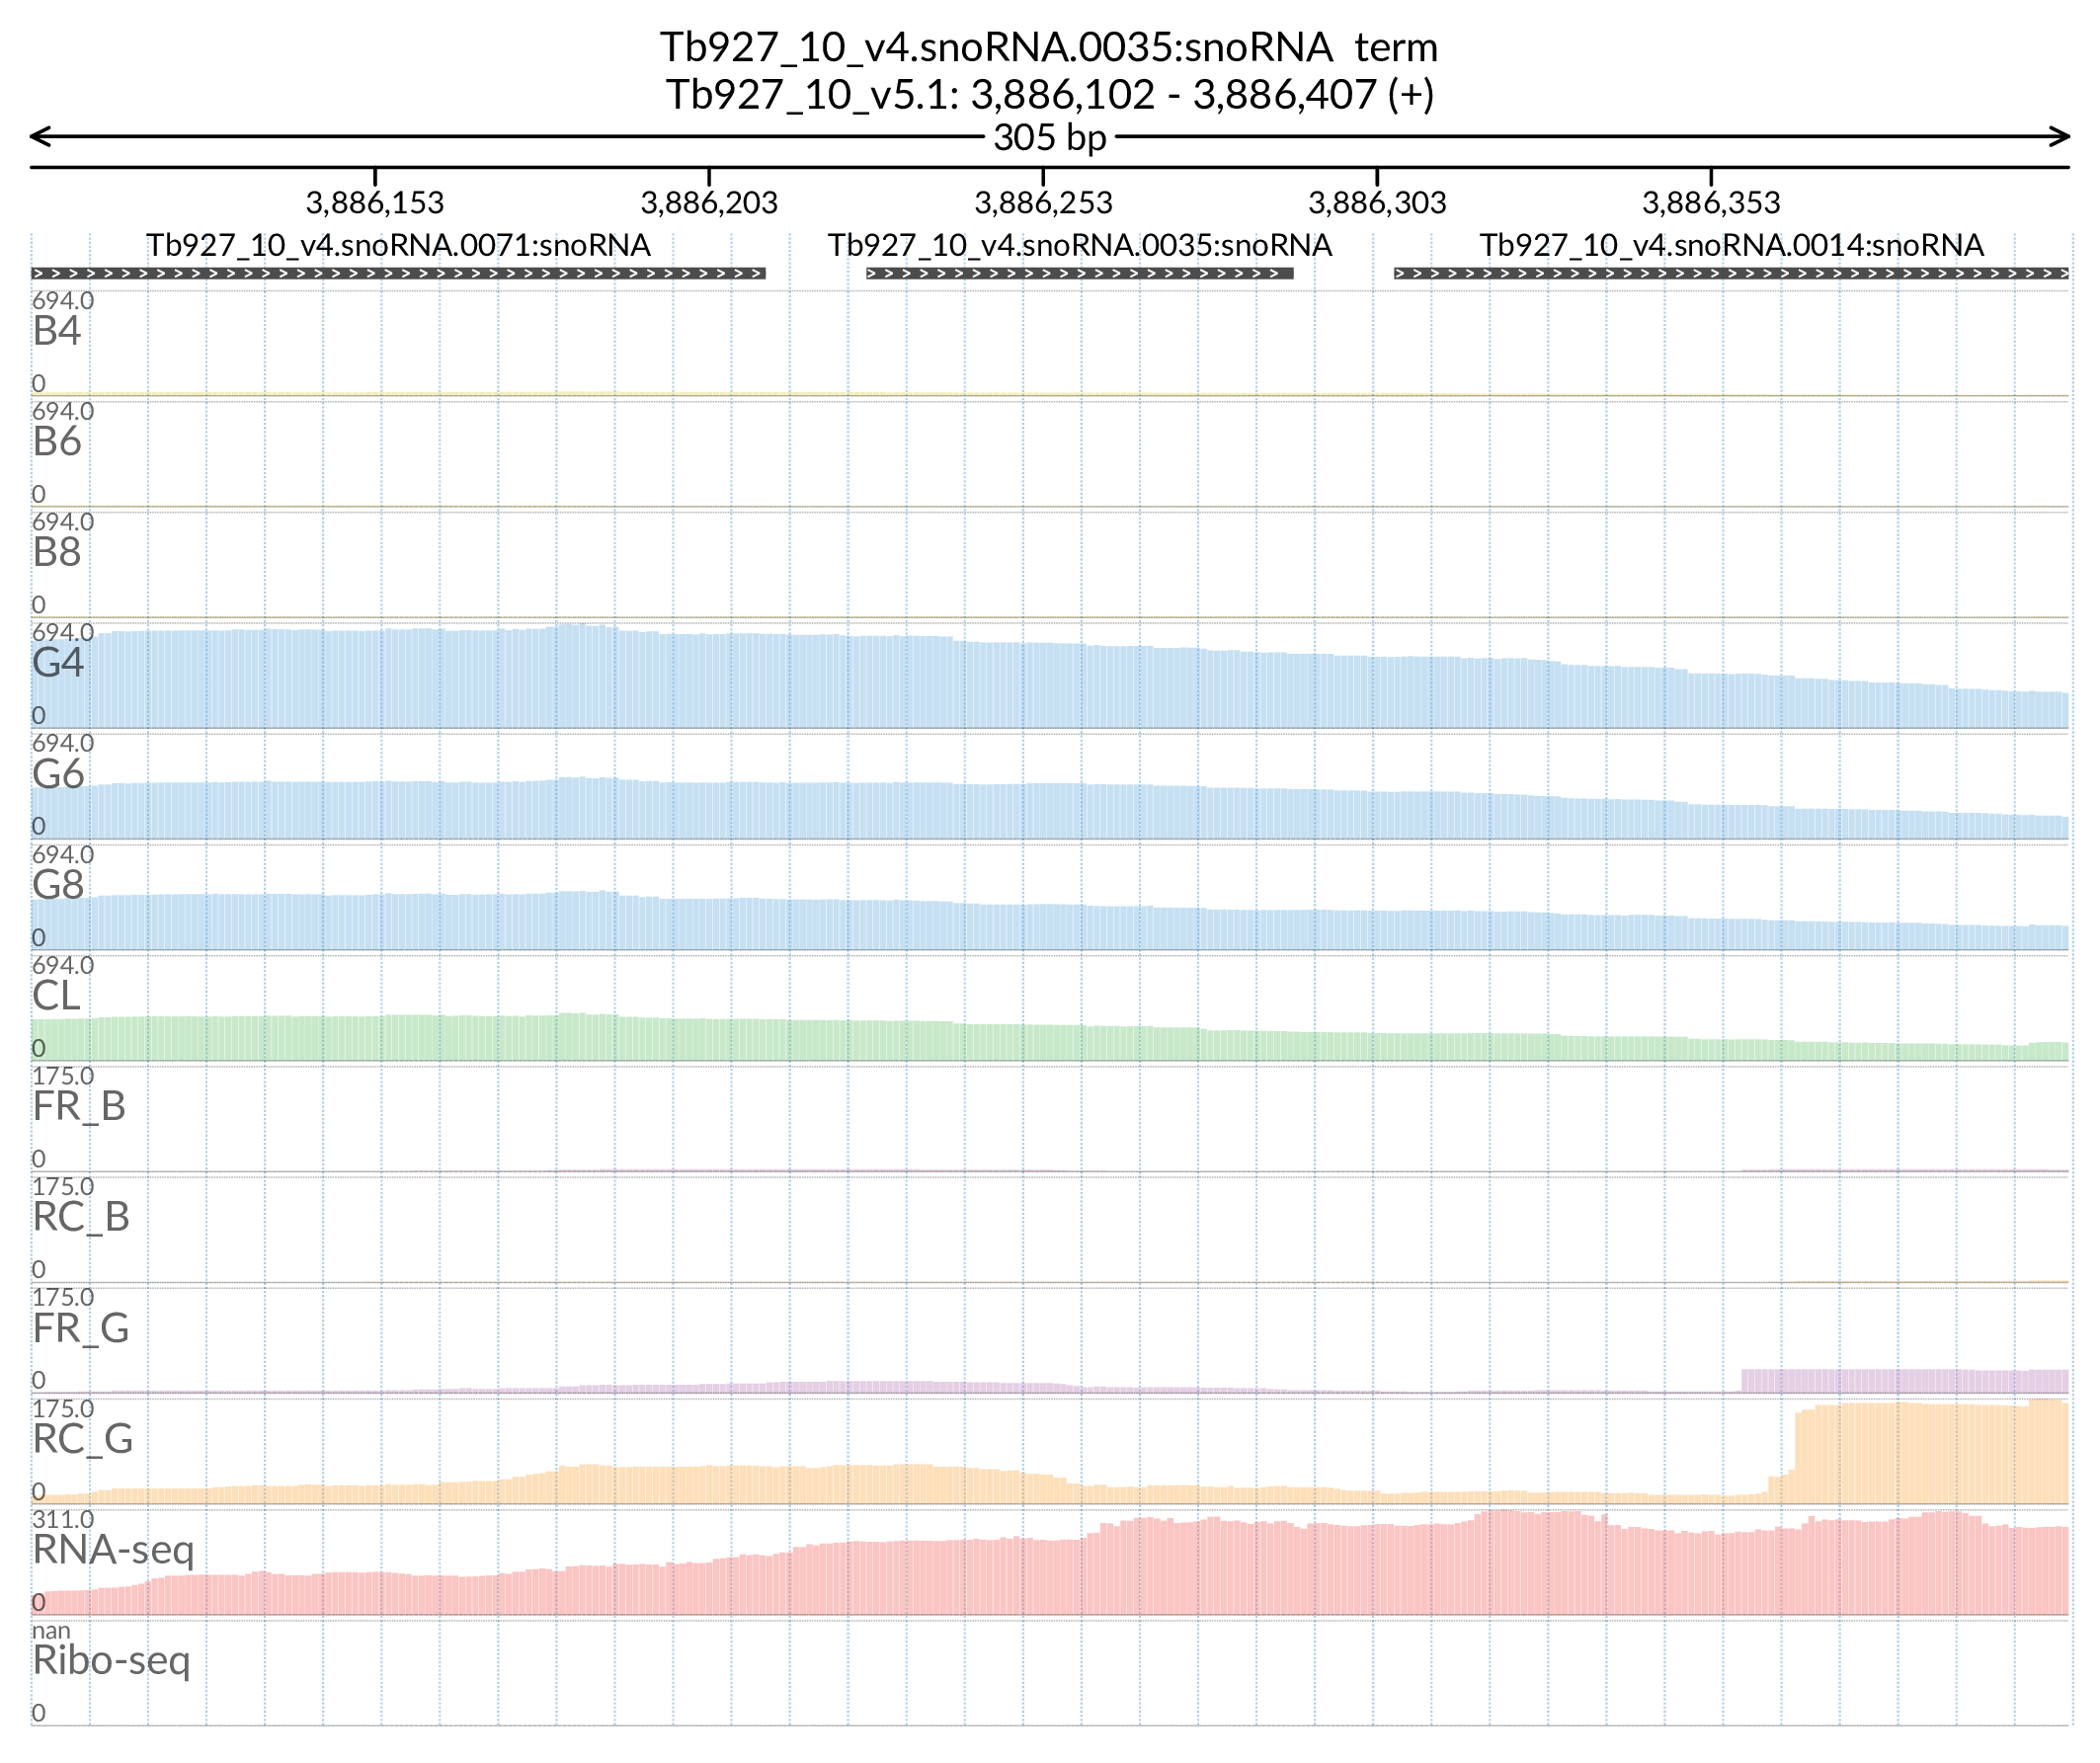 Tb927_10_v4.snoRNA.0035:snoRNA term
Tb927_10_v5.1: 3,886,102 - 3,886,407 (+)
305 bp
3,886,153 3,886,203 3,886,253 3,886,303 3,886,353
Tb927_10_v4.snoRNA.0071:snoRNA Tb927_10_v4.snoRNA.0035:snoRNA Tb927_10_v4.snoRNA.0014:snoRNA
694.0
B4
0
694.0
B6
0
694.0
B8
0
694.0
G4
0
694.0
G6
0
694.0
G8
0
694.0
CL
0
175.0
FR_B
0
175.0
RC_B
0
175.0
FR_G
0
175.0
RC_G
0
311.0
RNA-seq
0
nan
Ribo-seq
0